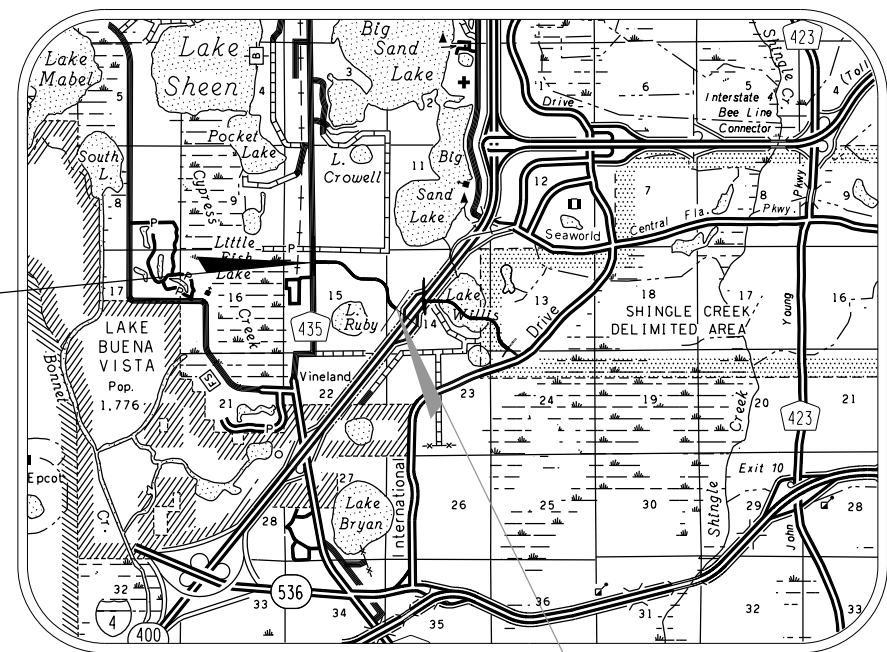 Lake
Mabel
Lake
Sheen
Big
Sand
Lake
Shingle Cr.
423
(Toll
B
3
5
4
2
1
6
5
4
Drive
Interstate 4
Bee Line
Connector
Pocket
Lake
South
L.
L.
Crowell
11
Big
Sand
Lake
Cypress
8
9
12
7
8
9
Pkwy
Seaworld
Central Fla. Pkwy.
P
Little
Fish
Lake
P
P
17
16
Creek
15
L.
Ruby
435
14
Lake
Willis
13
Drive
18
17
16
SHINGLE CREEK
DELIMITED AREA
Young
LAKE
BUENA
VISTA
Pop.
1,776
Bonnet
FS
Vineland
21
22
P
23
24
19
Creek
20
21
423
Epcot
27
Lake
Bryan
International
26
25
30
Shingle
Exit 10
29
28
John
Cr.
28
32
4
400
33
536
34
35
36
31
32
33